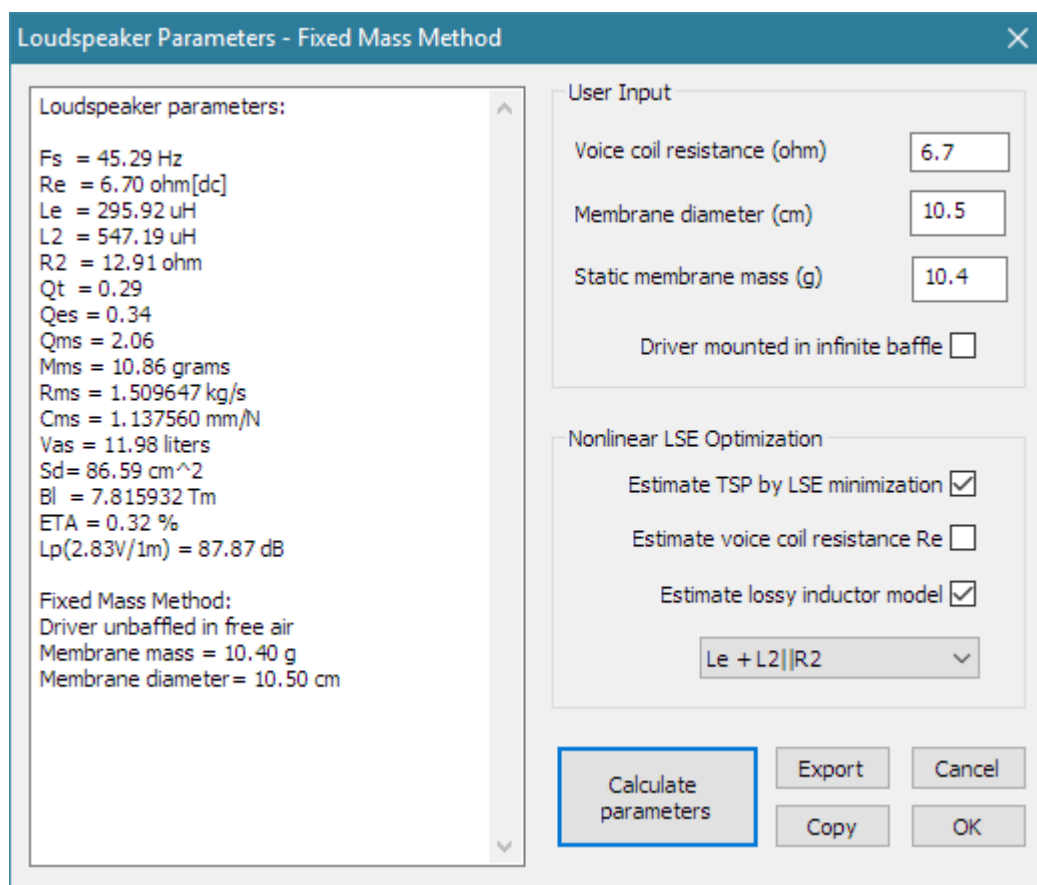 Loudspeaker Parameters - Fixed Mass Method
Loudspeaker parameters:
Fs = 45.29 Hz
Re = 6.70 ohm[dc]
Le = 295.92 uH
L2 = 547.19 uH
R2 = 12.91 ohm
Qt = 0.29
Qes = 0.34
Qms = 2.06
Mms = 10.86 grams
Rms = 1.509647 kg/s
Cms = 1.137560 mm/N
Vas = 11.98 liters
Sd= 86.59 cm^2
Bl = 7.815932 Tm
ETA = 0.32 %
Lp(2.83V/1m) = 87.87 dB
Fixed Mass Method:
Driver unbaffled in free air
Membrane mass = 10.40 g
Membrane diameter= 10.50 cm
User Input
Voice coil resistance (ohm) 6.7
Membrane diameter (cm) 10.5
Static membrane mass (g) 10.4
Driver mounted in infinite baffle
Nonlinear LSE Optimization
Estimate TSP by LSE minimization
Estimate voice coil resistance Re
Estimate lossy inductor model
Le +L2||R2
Calculate
parameters
Export Cancel
Copy OK